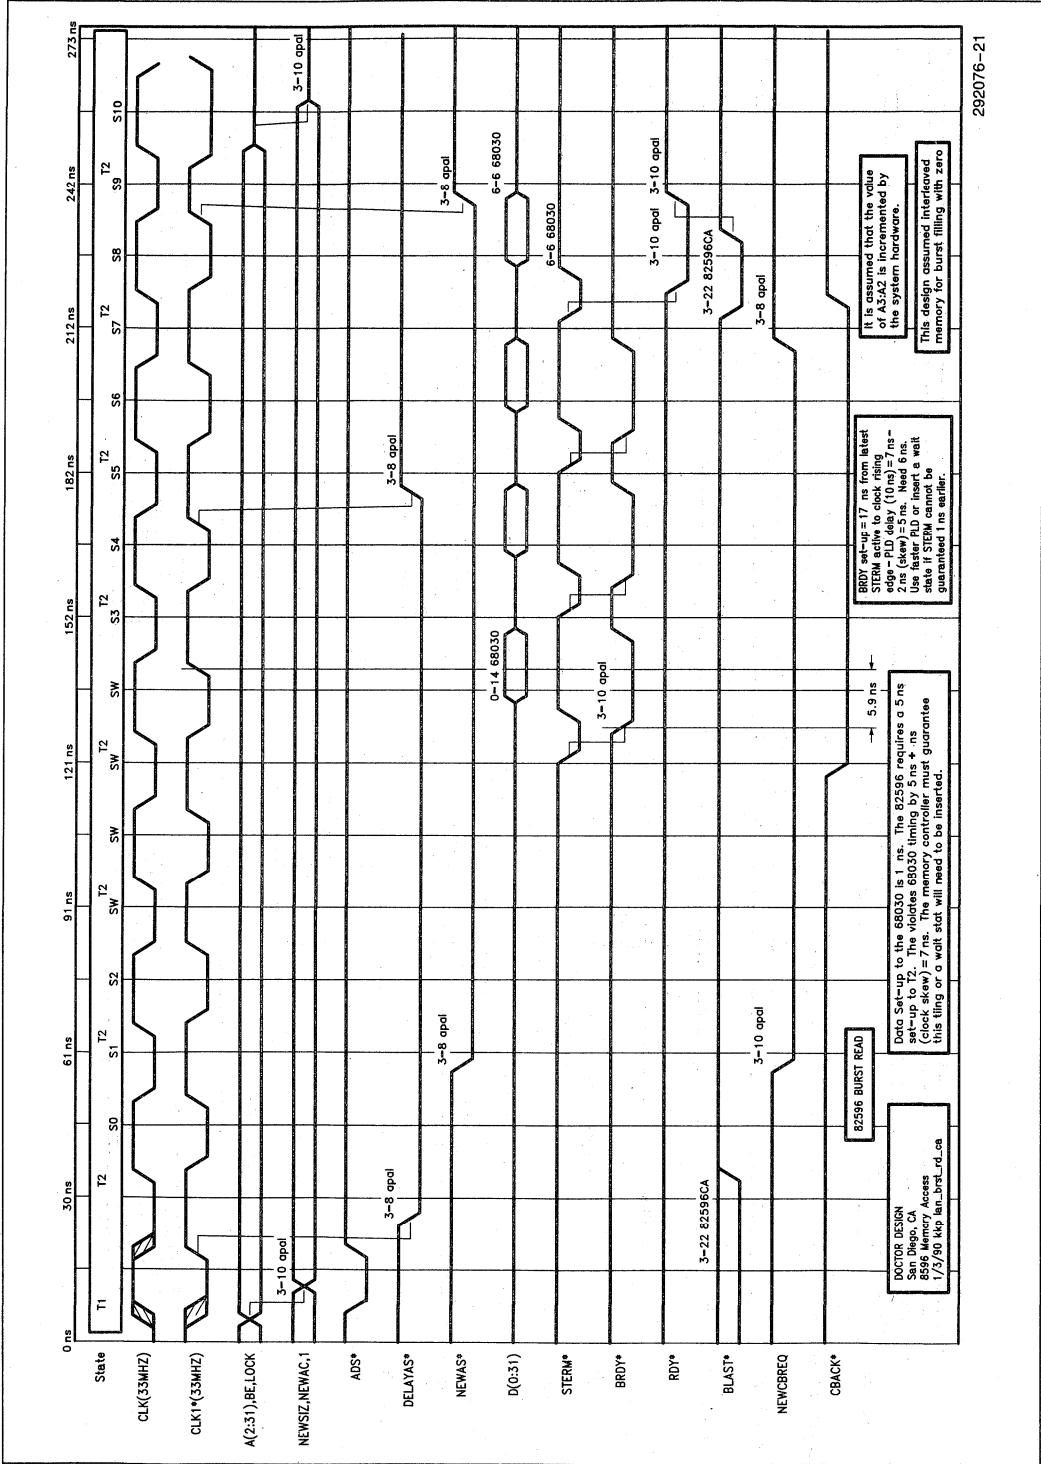 0 ns 30 ns 61 ns 91 ns 121 ns 152 ns 182 ns 212 ns 242 ns 273 ns
State T1 T2 T2 T2 T2 T2 T2 T2 T2
S0 S1 S2 SW SW SW SW S3 S4 S5 S6 S7 S8 S9 S10
CLK(33MHZ)
CLK1*(33MHZ)
A(2:31),BE,LOCK
3-10 apal
3-10 apal
NEWSIZ,NEWAC,1
ADS*
3-8 apal
3-8 apal
DELAYAS*
3-8 apal
3-8 apal
NEWAS*
D(0:31)
0-14 68030
6-6 68030
STERM*
6-6 68030
BRDY*
3-10 apal
RDY*
3-10 apal
3-10 apal
BLAST*
3-22 82596CA
3-22 82596CA
NEWCBREQ
3-10 apal
3-8 apal
CBACK*
5.9 ns
82596 BURST READ
DOCTOR DESIGN
San Diego, CA
8596 Memory Access
1/3/90 kkp lan_brst_rd_ca
Data Set-up to the 68030 is 1 ns. The 82596 requires a 5 ns
set-up to T2. The violates 68030 timing by 5 ns + ns
(clock skew) = 7 ns. The memory controller must guarantee
this tiing or a wait stat will need to be inserted.
BRDY set-up = 17 ns from latest
STERM active to clock rising
edge - PLD delay (10 ns) = 7 ns -
2 ns (skew) = 5 ns. Need 6 ns.
Use faster PLD or insert a wait
state if STERM cannot be
guaranteed 1 ns earlier.
It is assumed that the value
of A3:A2 is incremented by
the system hardware.
This design assumed interleaved
memory for burst filling with zero
292076-21